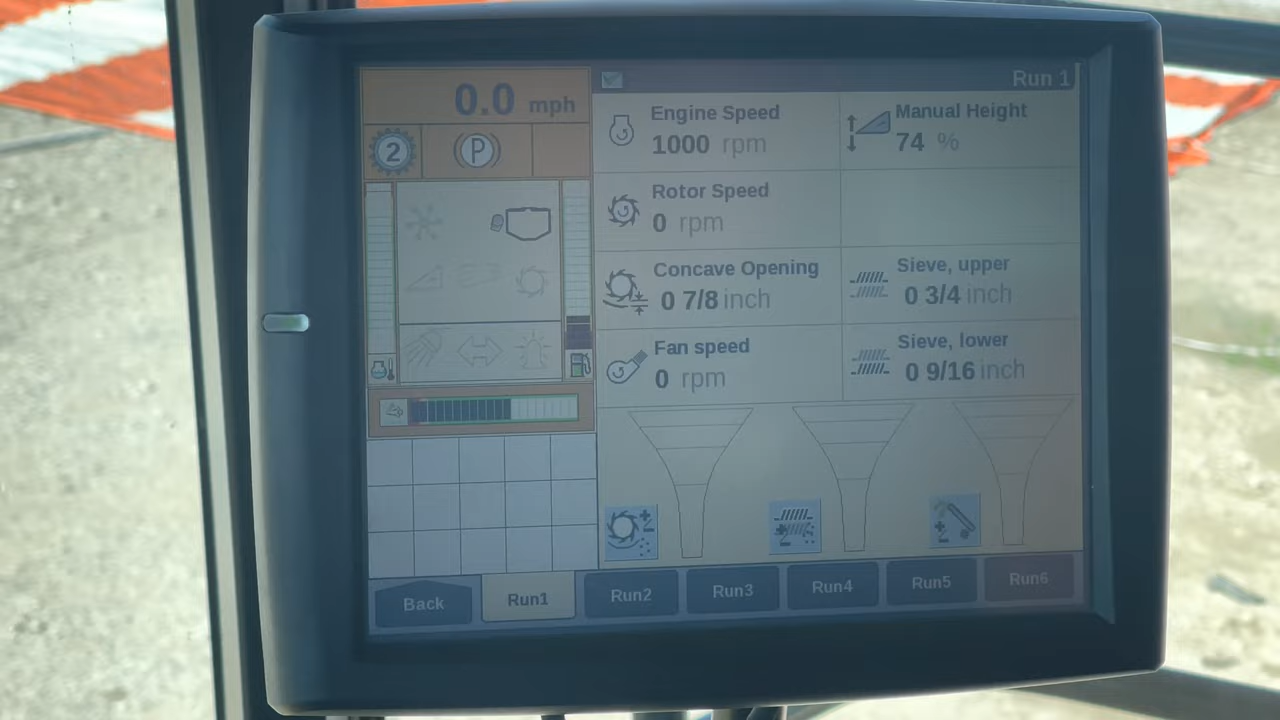 0.0 mph
2
P
Run 1
Engine Speed
1000 rpm
Manual Height
74 %
Rotor Speed
0 rpm
Concave Opening
0 7/8 inch
Sieve, upper
0 3/4 inch
Fan speed
0 rpm
Sieve, lower
0 9/16 inch
Back
Run1
Run2
Run3
Run4
Run5
Run6